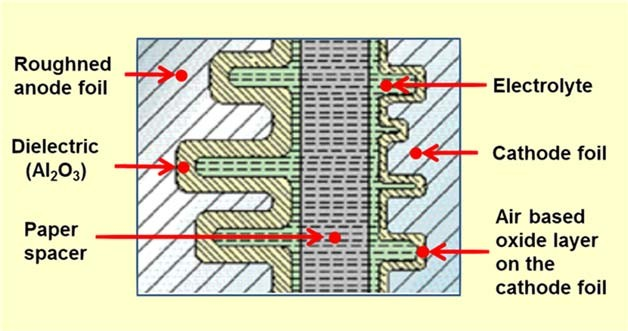 Roughned
anode foil
Dielectric
(Al₂O₃)
Paper
spacer
Electrolyte
Cathode foil
Air based
oxide layer
on the
cathode foil